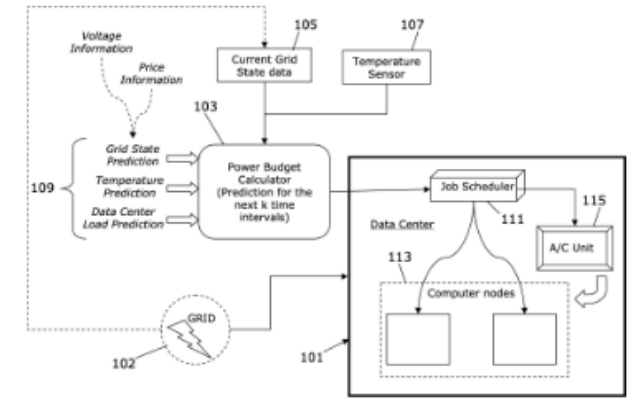 105
107
Voltage
Information
Price
Information
Current Grid
State data
Temperature
Sensor
103
Grid State
Prediction
Temperature
Prediction
Data Center
Load Prediction
109
Power Budget
Calculator
(Prediction for the
next k time
intervals)
Job Scheduler
111
115
Data Center
A/C Unit
113
Computer nodes
GRID
102
101